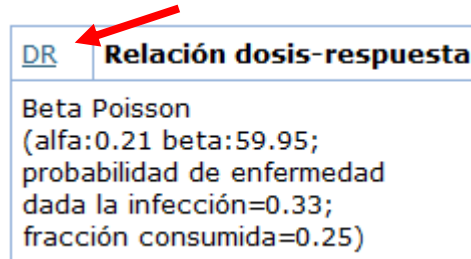 DR Relación dosis-respuesta
Beta Poisson
(alfa:0.21 beta:59.95;
probabilidad de enfermedad
dada la infección=0.33;
fracción consumida=0.25)